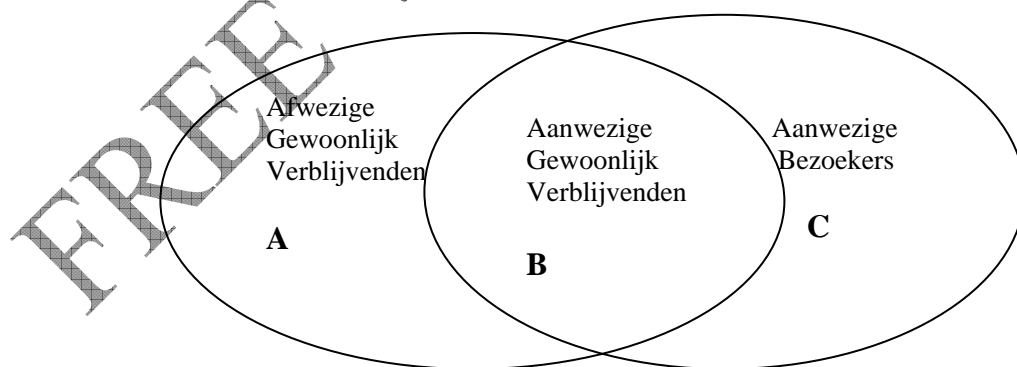 FREE
Afwezige
Gewoonlijk
Verblijvenden
A
Aanwezige
Gewoonlijk
Verblijvenden
B
Aanwezige
Bezoekers
C